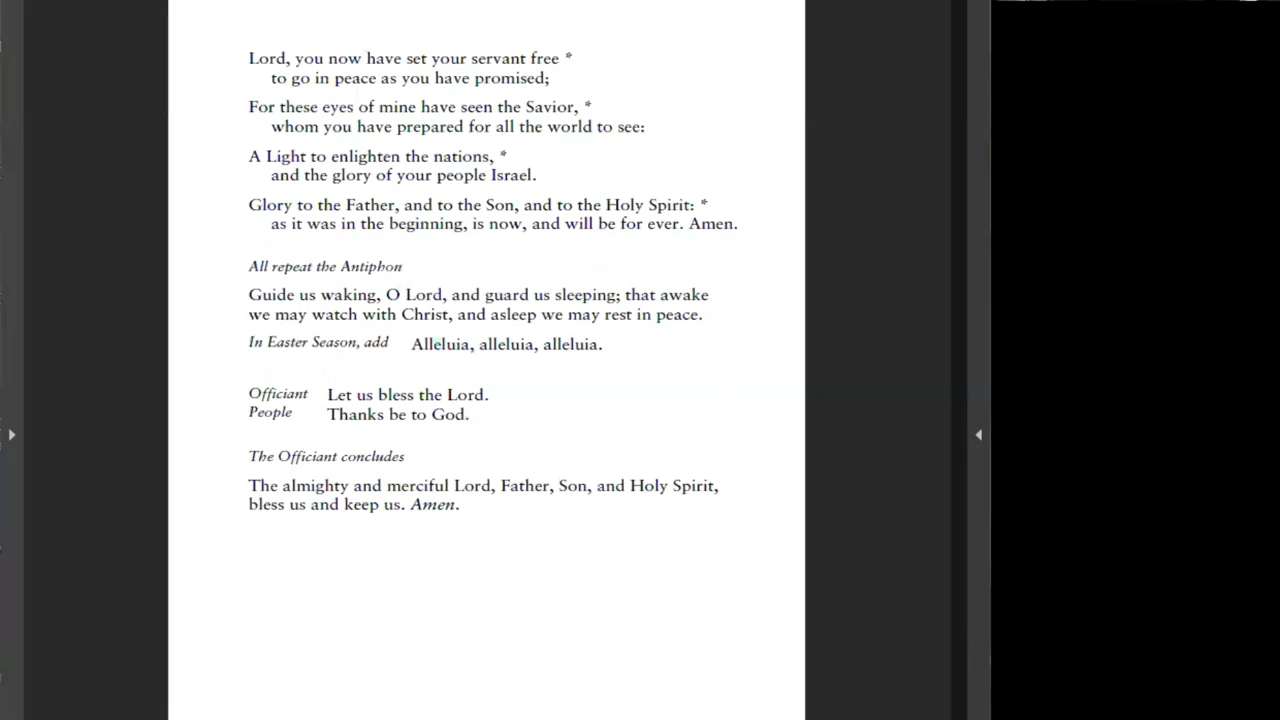 Lord, you now have set your servant free *
to go in peace as you have promised;
For these eyes of mine have seen the Savior, *
whom you have prepared for all the world to see:
A Light to enlighten the nations, *
and the glory of your people Israel.
Glory to the Father, and to the Son, and to the Holy Spirit: *
as it was in the beginning, is now, and will be for ever. Amen.
All repeat the Antiphon
Guide us waking, O Lord, and guard us sleeping; that awake
we may watch with Christ, and asleep we may rest in peace.
In Easter Season, add Alleluia, alleluia, alleluia.
Officiant Let us bless the Lord.
People Thanks be to God.
The Officiant concludes
The almighty and merciful Lord, Father, Son, and Holy Spirit,
bless us and keep us. Amen.